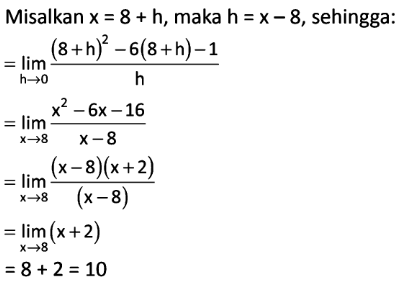 Misalkan x = 8 + h, maka h = x – 8, sehingga:
= lim h→0 ((8+h)² – 6(8+h) – 1) / h
= lim x→8 (x² – 6x – 16) / (x – 8)
= lim x→8 ((x – 8)(x + 2)) / (x – 8)
= lim x→8 (x + 2)
= 8 + 2 = 10